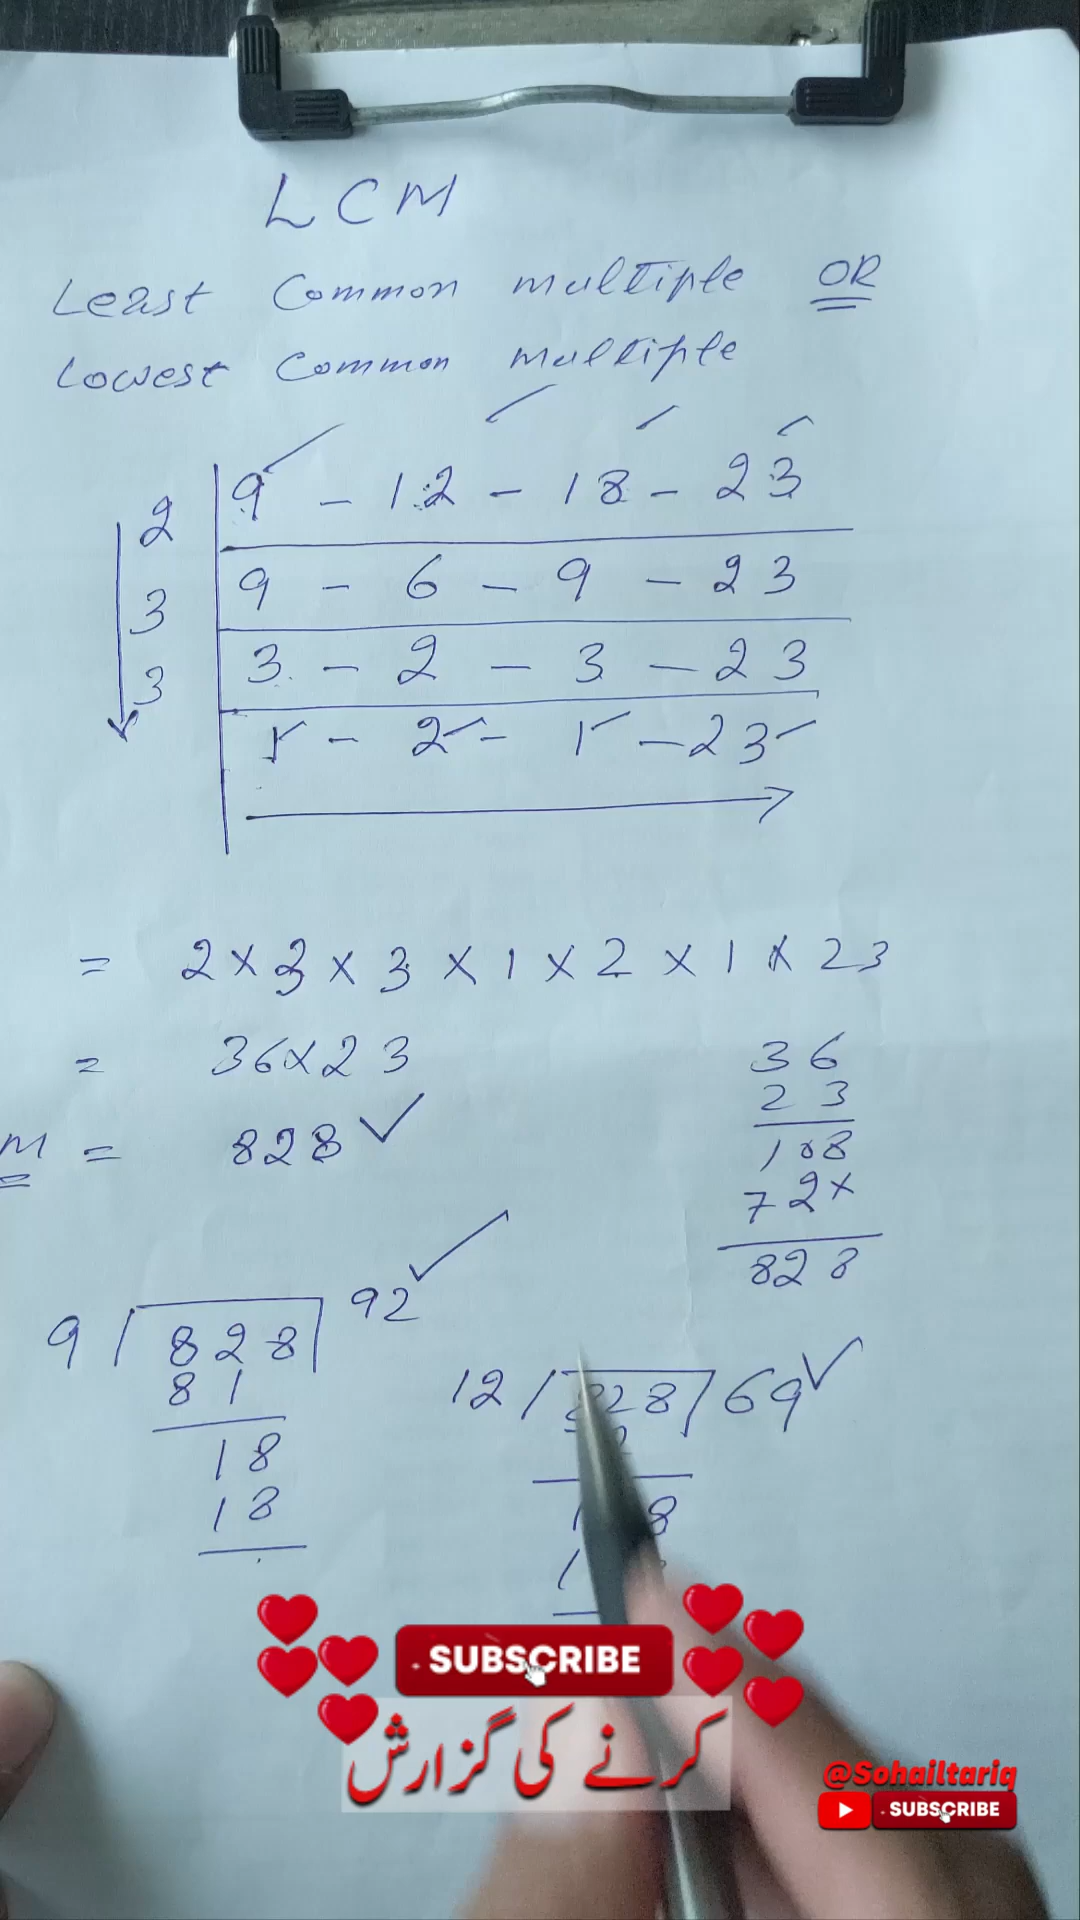 LCM
Least Common multiple OR
Lowest Common multiple
2 9 - 12 - 18 - 23
3 9 - 6 - 9 - 23
3 3 - 2 - 3 - 23
1 - 2 - 1 - 23
= 2 × 3 × 3 × 1 × 2 × 1 × 23
= 36×23
M = 828
36
23
108
72×
828
9 828 92
81
18
18
12 828 69
SUBSCRIBE
کرنے کی گزارش
@Sohailtariq
SUBSCRIBE